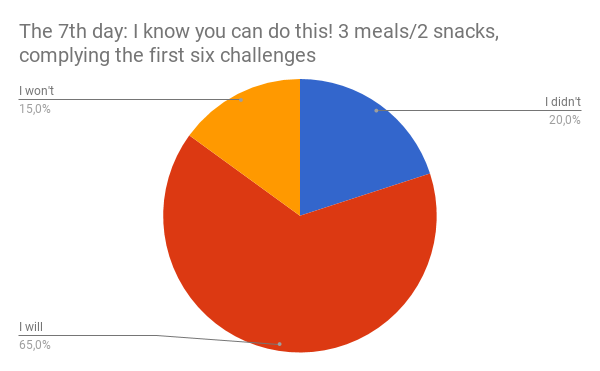 The 7th day: I know you can do this! 3 meals/2 snacks,
complying the first six challenges
I won't
15,0%
I didn't
20,0%
I will
65,0%